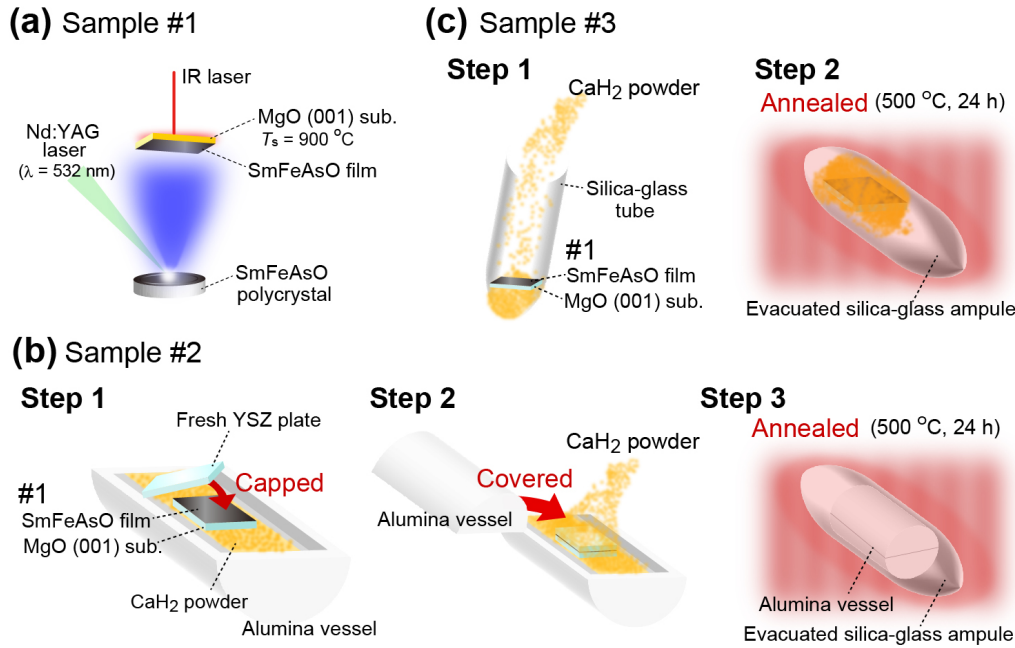 (a) Sample #1
IR laser
MgO (001) sub.
Ts = 900 °C
Nd:YAG
laser
(λ = 532 nm)
SmFeAsO film
SmFeAsO
polycrystal
(c) Sample #3
Step 1
CaH2 powder
Silica-glass
tube
#1
SmFeAsO film
MgO (001) sub.
Step 2
Annealed (500 °C, 24 h)
Evacuated silica-glass ampule
(b) Sample #2
Step 1
Fresh YSZ plate
Capped
#1
SmFeAsO film
MgO (001) sub.
CaH2 powder
Alumina vessel
Step 2
CaH2 powder
Covered
Alumina vessel
Step 3
Annealed (500 °C, 24 h)
Alumina vessel
Evacuated silica-glass ampule